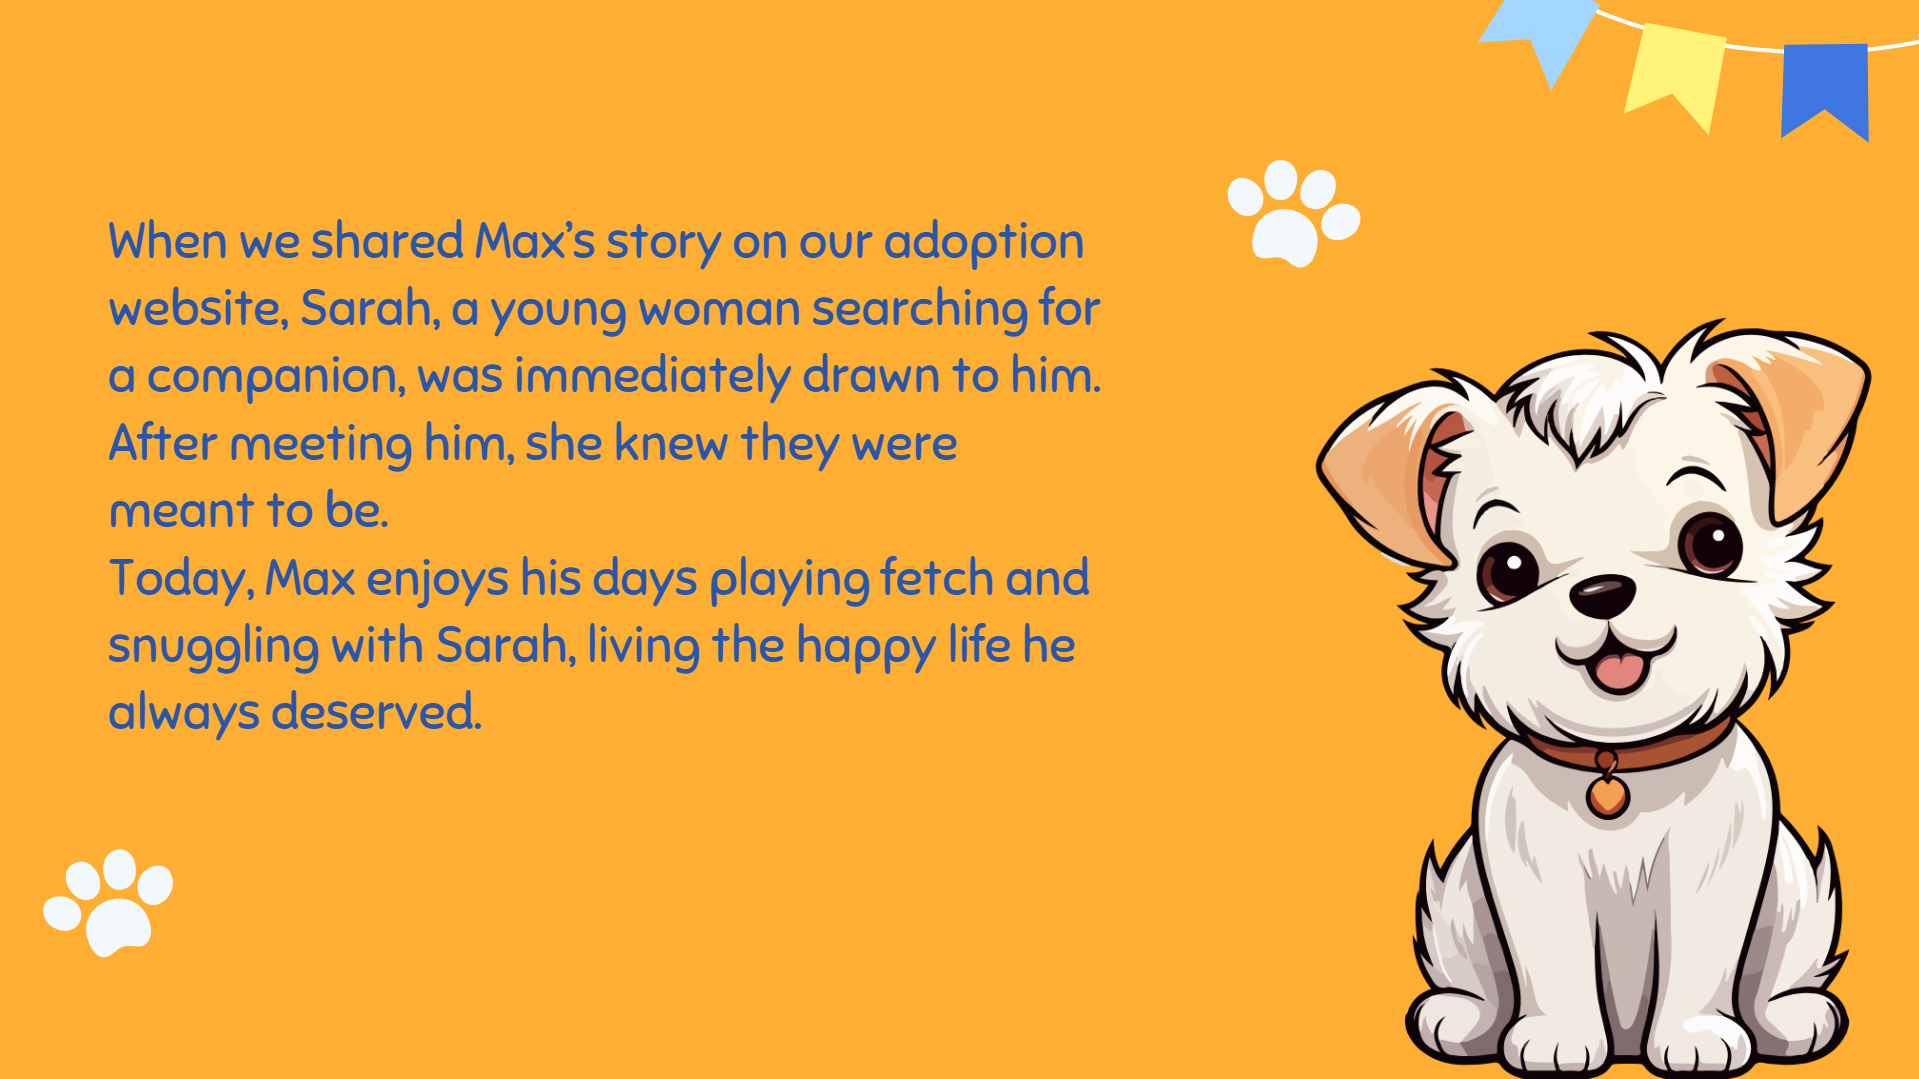 When we shared Max’s story on our adoption
website, Sarah, a young woman searching for
a companion, was immediately drawn to him.
After meeting him, she knew they were
meant to be.
Today, Max enjoys his days playing fetch and
snuggling with Sarah, living the happy life he
always deserved.